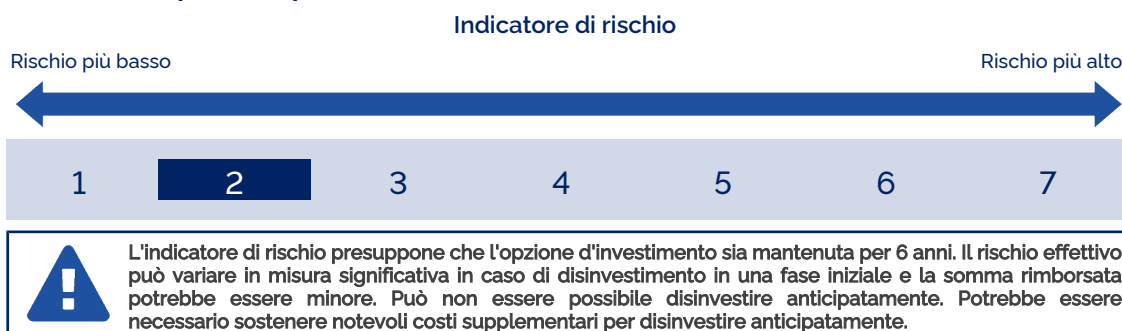 Indicatore di rischio
Rischio più basso
Rischio più alto
1 2 3 4 5 6 7
L'indicatore di rischio presuppone che l'opzione d'investimento sia mantenuta per 6 anni. Il rischio effettivo
può variare in misura significativa in caso di disinvestimento in una fase iniziale e la somma rimborsata
potrebbe essere minore. Può non essere possibile disinvestire anticipatamente. Potrebbe essere
necessario sostenere notevoli costi supplementari per disinvestire anticipatamente.